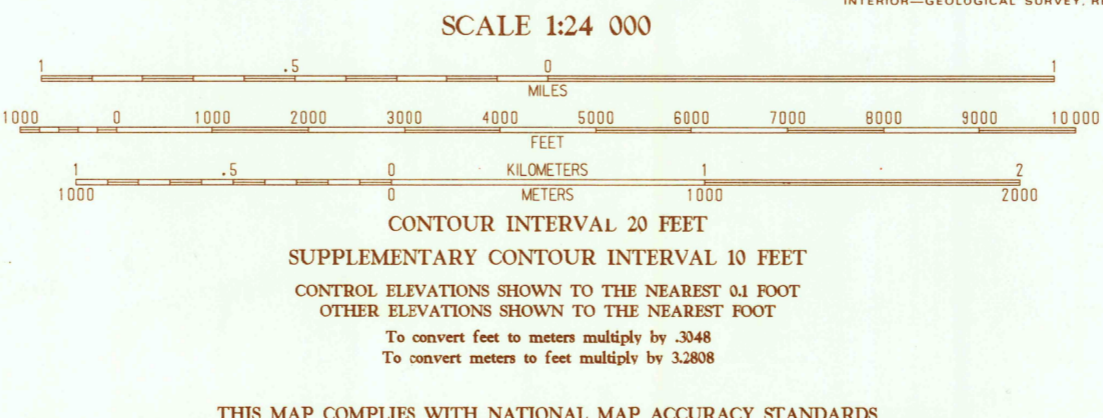 INTERIOR—GEOLOGICAL SURVEY,
SCALE 1:24 000
1 .5 0 1
MILES
1000 0 1000 2000 3000 4000 5000 6000 7000 8000 9000 10 000
FEET
1 .5 0 KILOMETERS 1 2
1000 0 METERS 1000 2000
CONTOUR INTERVAL 20 FEET
SUPPLEMENTARY CONTOUR INTERVAL 10 FEET
CONTROL ELEVATIONS SHOWN TO THE NEAREST 0.1 FOOT
OTHER ELEVATIONS SHOWN TO THE NEAREST FOOT
To convert feet to meters multiply by .3048
To convert meters to feet multiply by 3.2808
THIS MAP COMPLIES WITH NATIONAL MAP ACCURACY STANDARDS